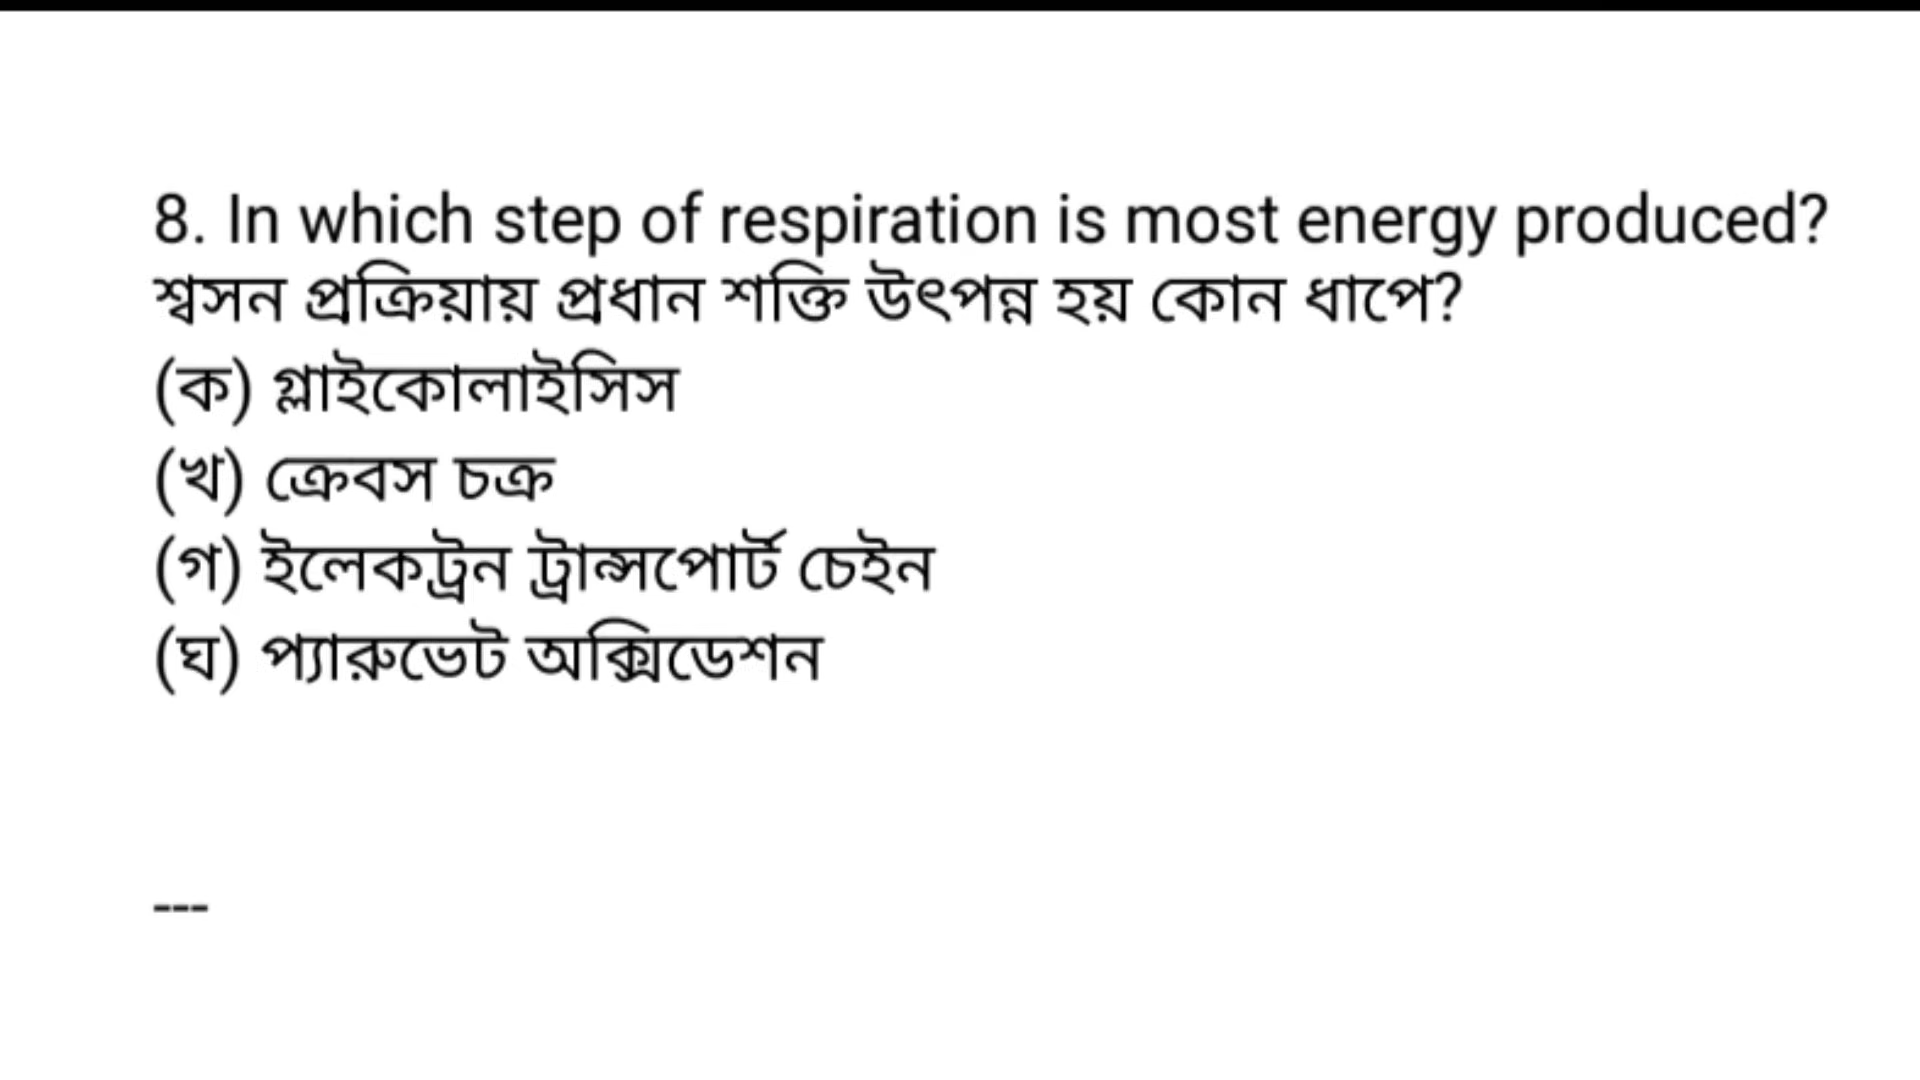 8. In which step of respiration is most energy produced?
শ্বসন প্রক্রিয়ায় প্রধান শক্তি উৎপন্ন হয় কোন ধাপে?
(ক) গ্লাইকোলাইসিস
(খ) ক্রেবস চক্র
(গ) ইলেকট্রন ট্রান্সপোর্ট চেইন
(ঘ) প্যারুভেট অক্সিডেশন
---